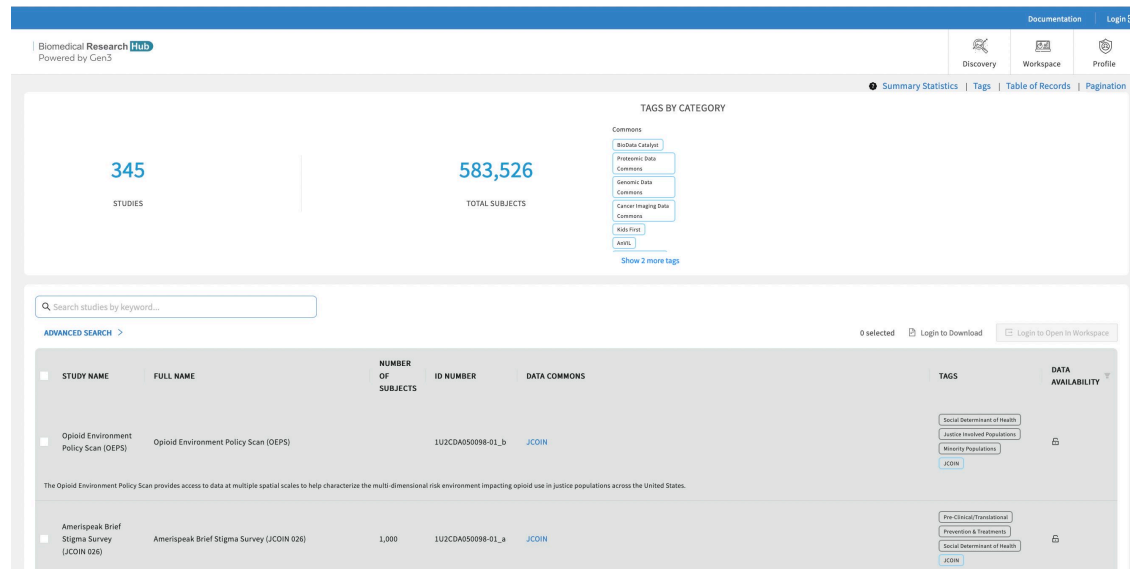 Documentation
Login
Biomedical Research Hub
Powered by Gen3
Discovery
Workspace
Profile
Summary Statistics | Tags | Table of Records | Pagination
TAGS BY CATEGORY
Commons
BioData Catalyst
Proteomic Data
Commons
Genomic Data
Commons
Cancer Imaging Data
Commons
Kids First
AnVIL
Show 2 more tags
345
STUDIES
583,526
TOTAL SUBJECTS
Search studies by keyword...
ADVANCED SEARCH >
0 selected
Login to Download
Login to Open In Workspace
STUDY NAME
FULL NAME
NUMBER
OF
SUBJECTS
ID NUMBER
DATA COMMONS
TAGS
DATA
AVAILABILITY
Opioid Environment
Policy Scan (OEPS)
Opioid Environment Policy Scan (OEPS)
1U2CDA050098-01_b
JCOIN
Social Determinant of Health
Justice Involved Populations
Minority Populations
JCOIN
The Opioid Environment Policy Scan provides access to data at multiple spatial scales to help characterize the multi-dimensional risk environment impacting opioid use in justice populations across the United States.
Amerispeak Brief
Stigma Survey
(JCOIN 026)
Amerispeak Brief Stigma Survey (JCOIN 026)
1,000
1U2CDA050098-01_a
JCOIN
Pre-Clinical/Translational
Prevention & Treatments
Social Determinant of Health
JCOIN